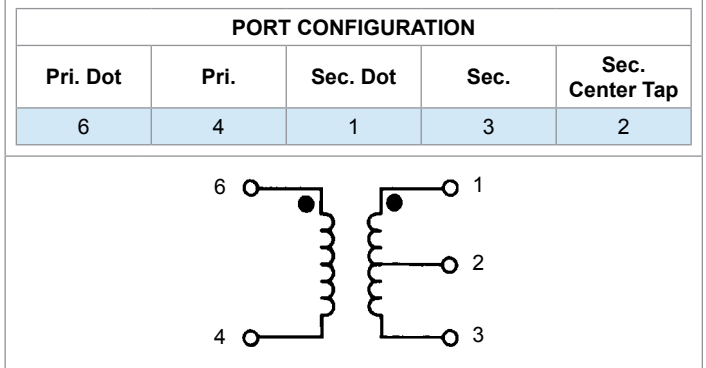 PORT CONFIGURATION
Pri. Dot Pri. Sec. Dot Sec. Sec. Center Tap
6 4 1 3 2
6 1
2
4 3